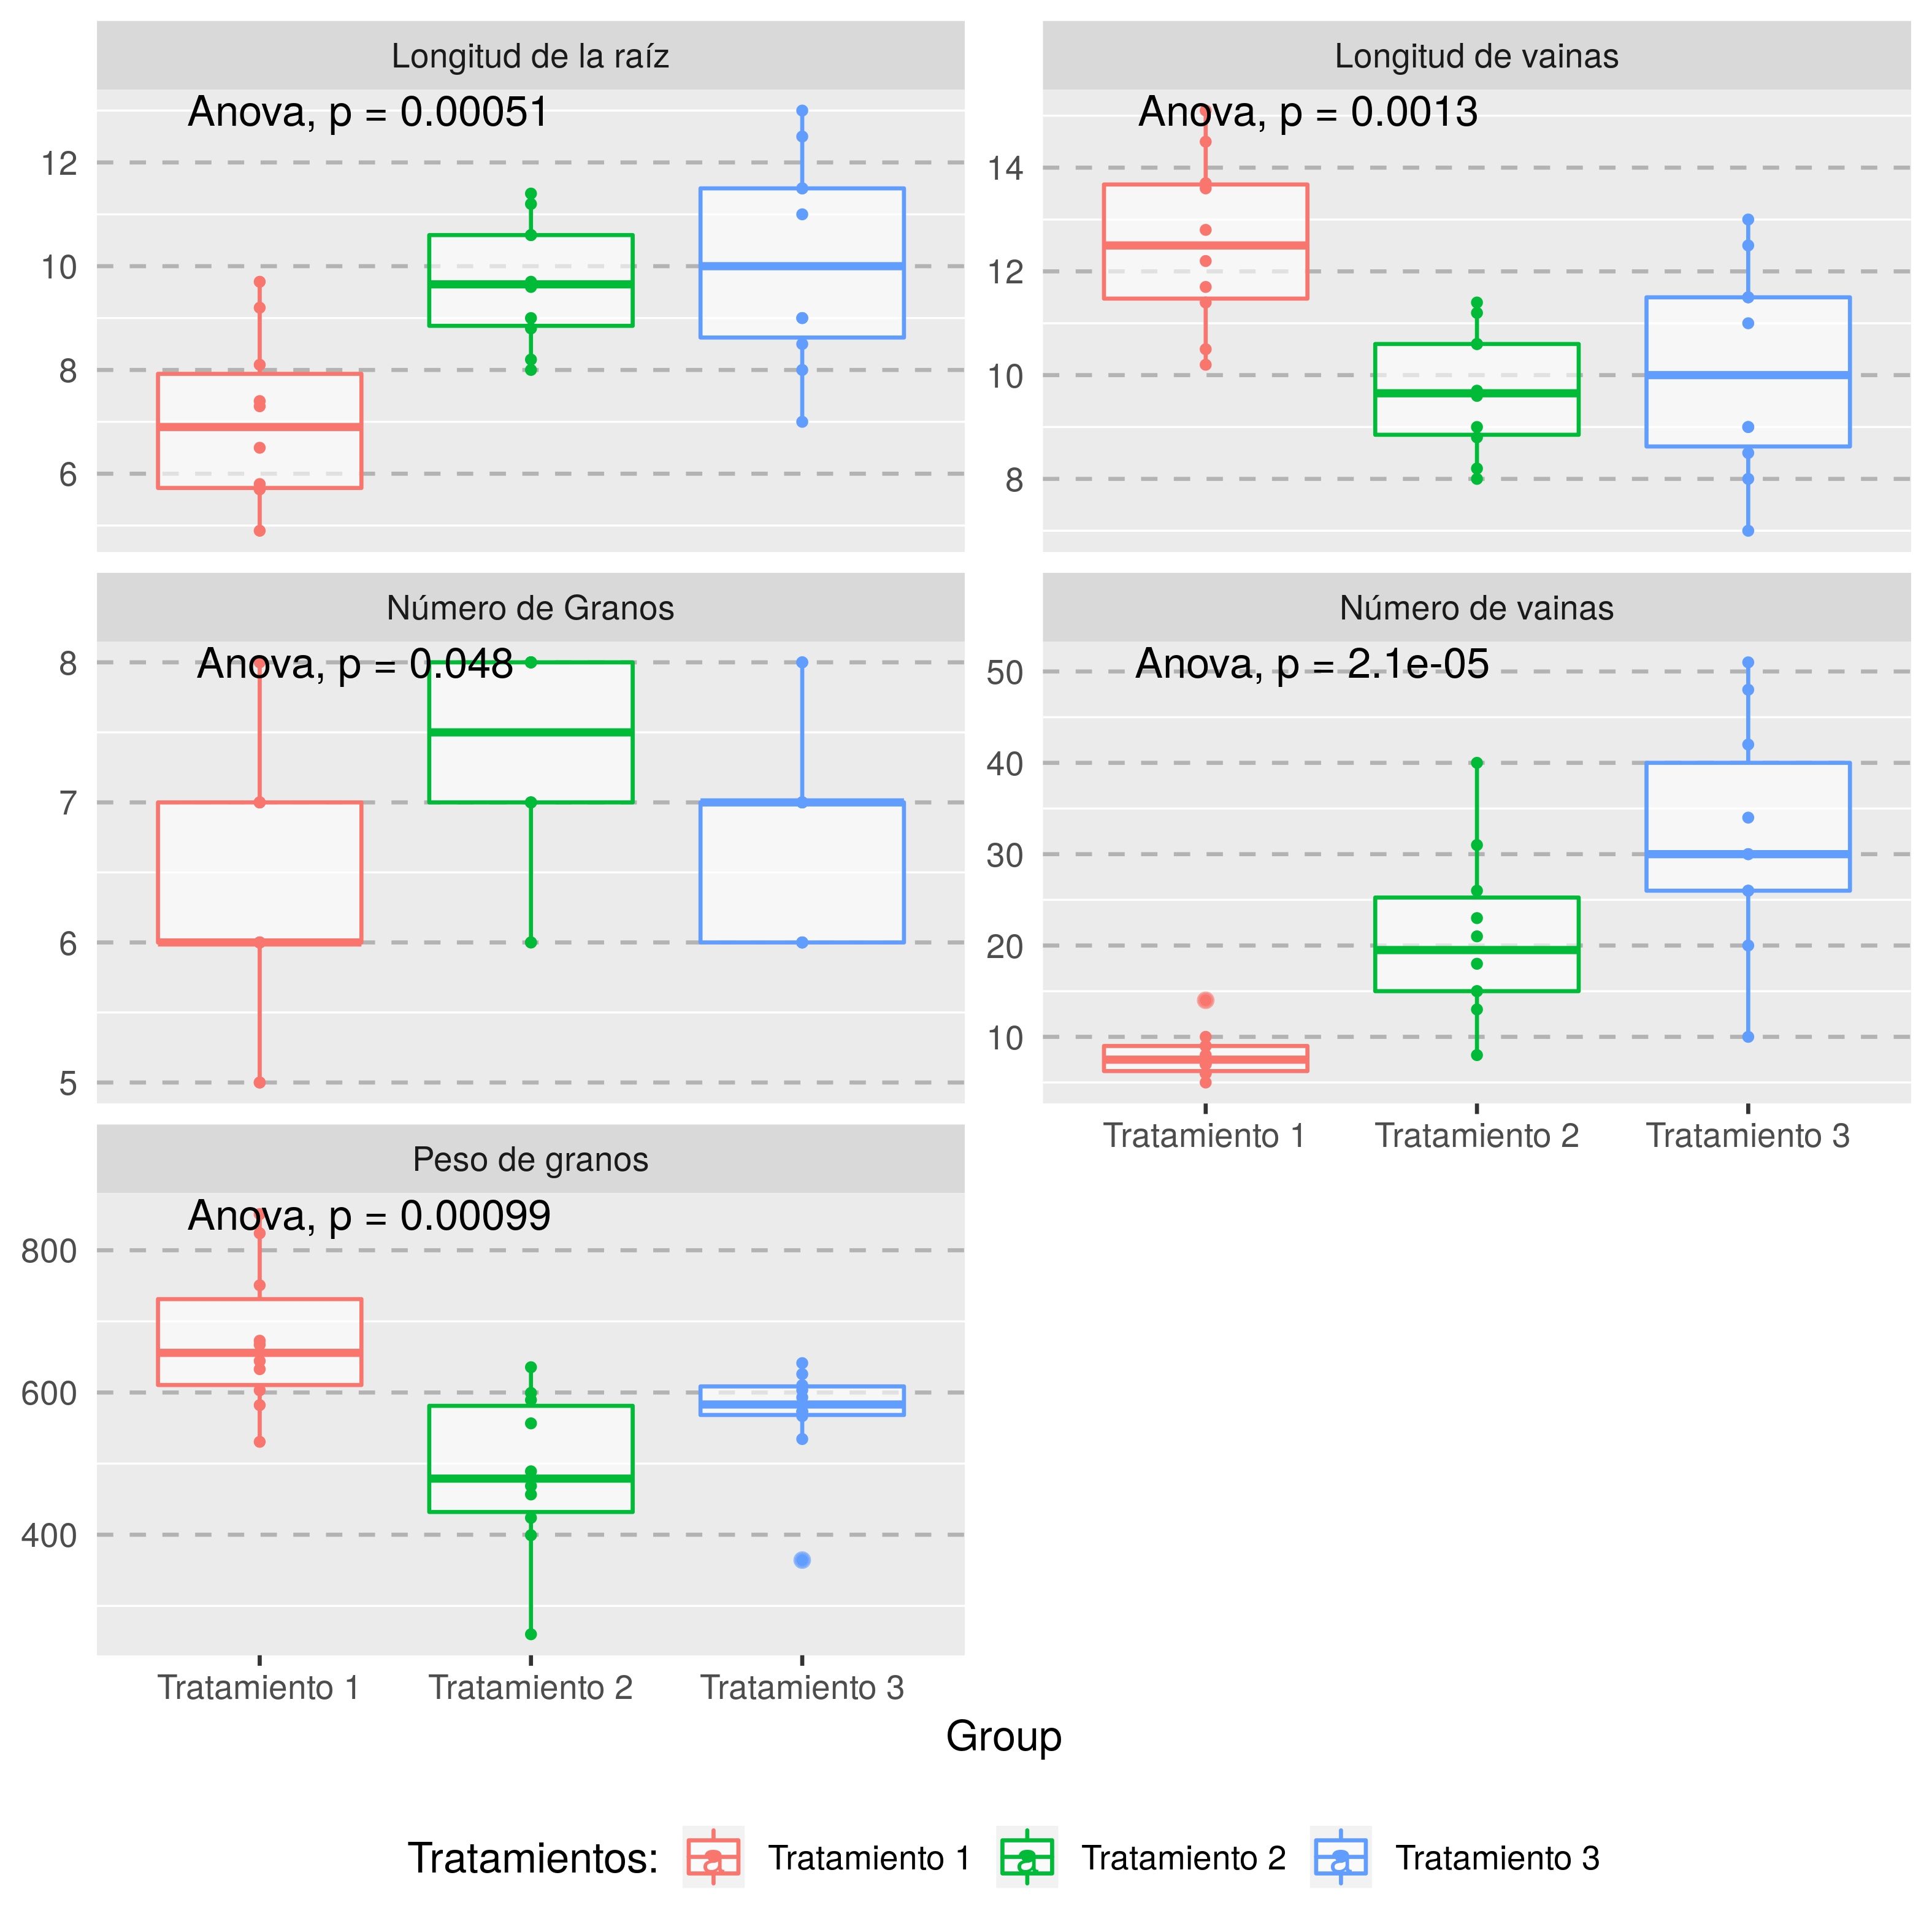 Longitud de la raíz
Anova, p = 0.00051
12
10
8
6
Longitud de vainas
Anova, p = 0.0013
14
12
10
8
Número de Granos
Anova, p = 0.048
8
7
6
5
Número de vainas
Anova, p = 2.1e-05
50
40
30
20
10
Tratamiento 1 Tratamiento 2 Tratamiento 3
Peso de granos
Anova, p = 0.00099
800
600
400
Tratamiento 1 Tratamiento 2 Tratamiento 3
Group
Tratamientos: a Tratamiento 1 a Tratamiento 2 a Tratamiento 3